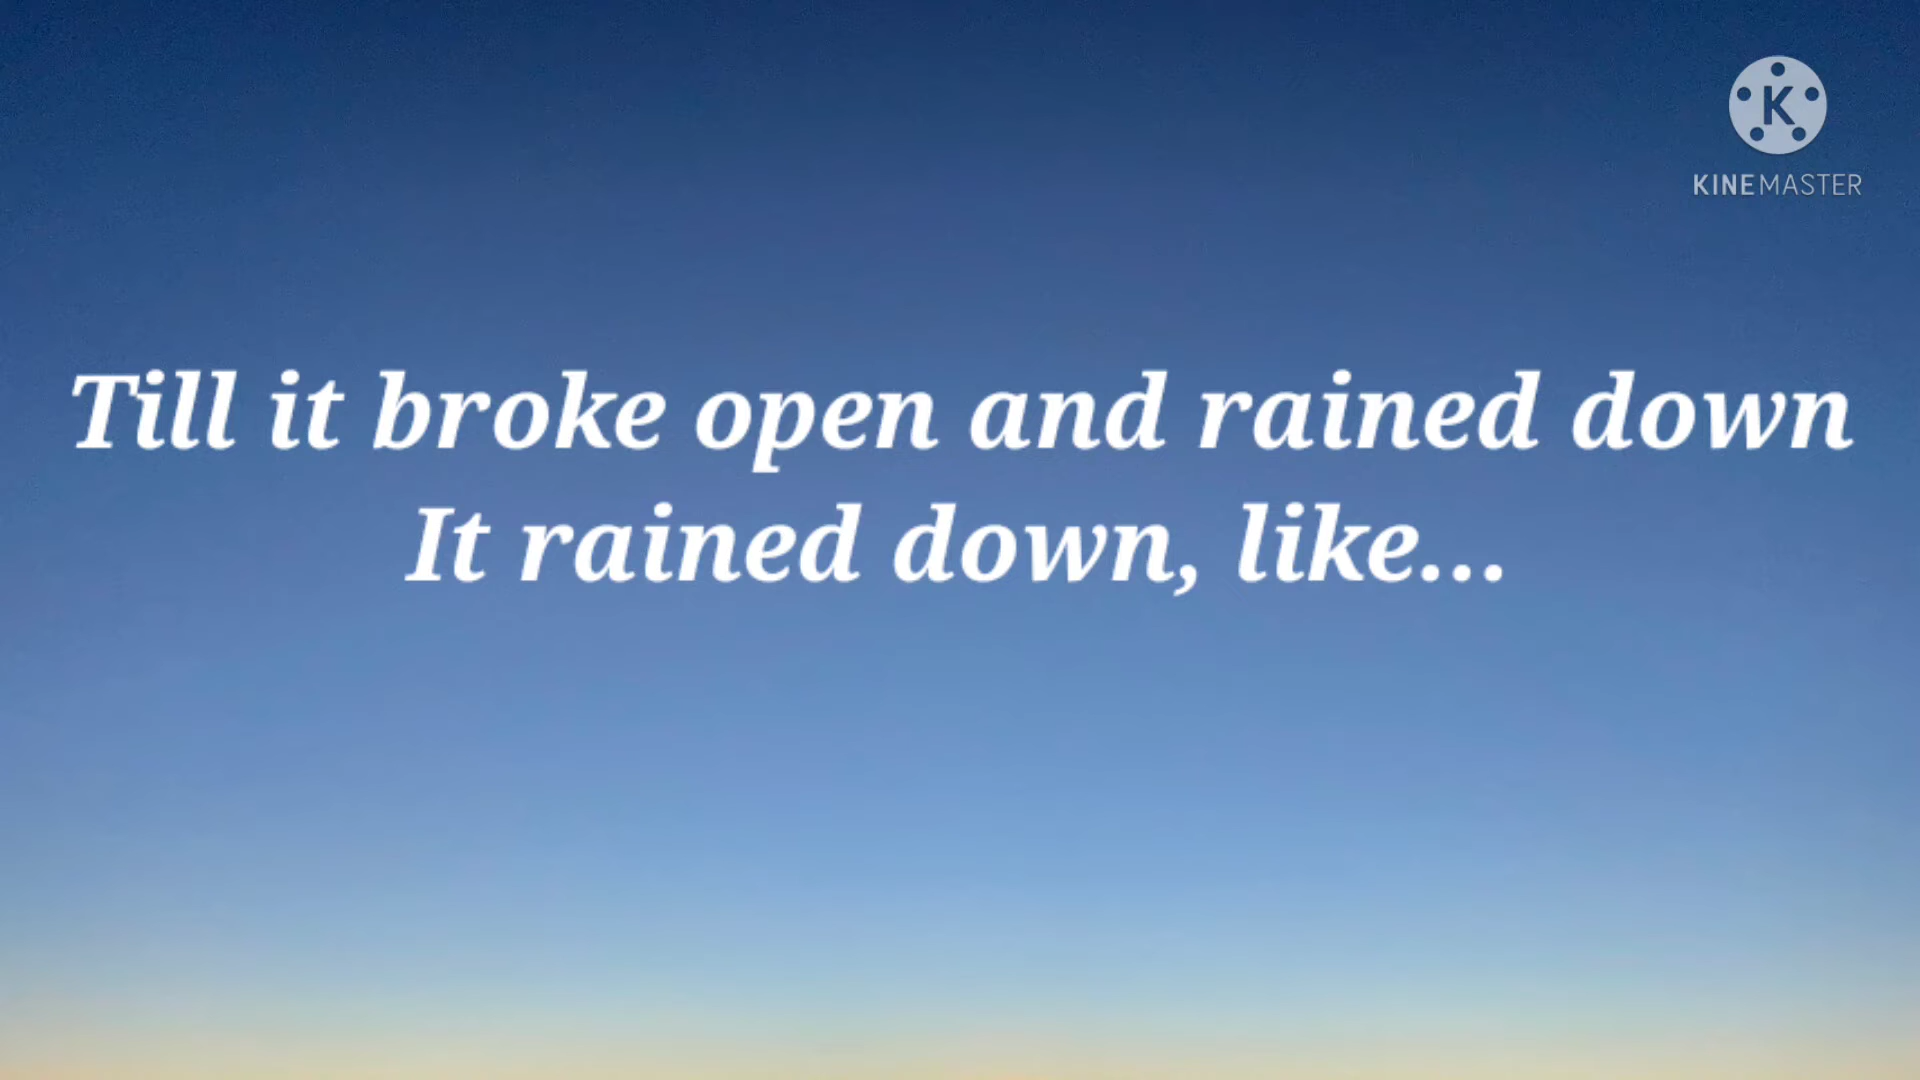 K
KINEMASTER
Till it broke open and rained down
It rained down, like...